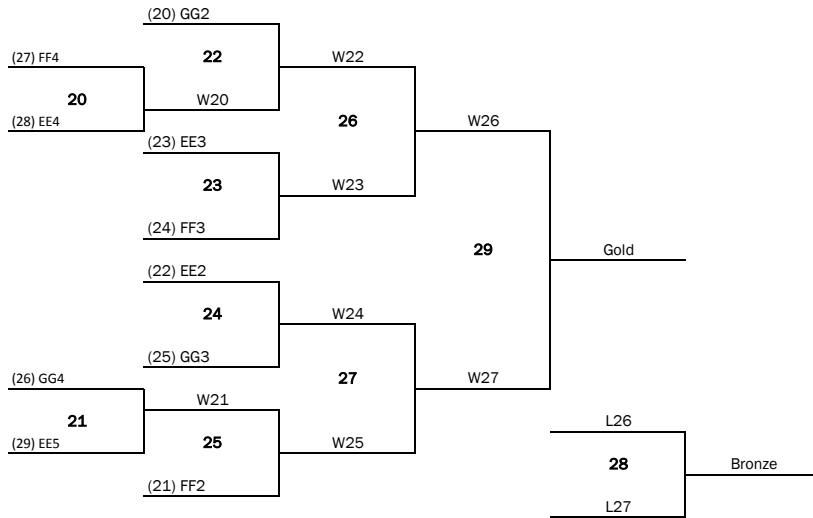 (20) GG2
(27) FF4
22
W22
20
W20
(28) EE4
26
W26
(23) EE3
23
W23
(24) FF3
29
Gold
(22) EE2
24
W24
(25) GG3
(26) GG4
27
W27
W21
21
L26
(29) EE5
25
W25
28
Bronze
(21) FF2
L27